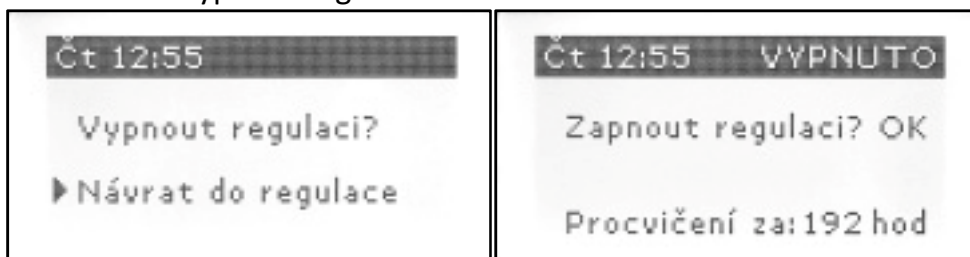 Čt 12:55
Vypnout regulaci?
Návrat do regulace
Čt 12:55 VYPNUTO
Zapnout regulaci? OK
Procvičení za: 192 hod